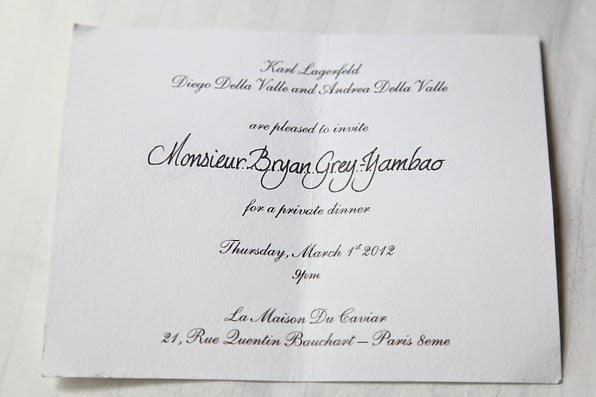 Karl Lagerfeld
Diego Della Valle and Andrea Della Valle
are pleased to invite
Monsieur Bryan Grey-Yambao
for a private dinner
Thursday, March 1st 2012
9pm
La Maison Du Caviar
21, Rue Quentin Bauchart – Paris 8eme